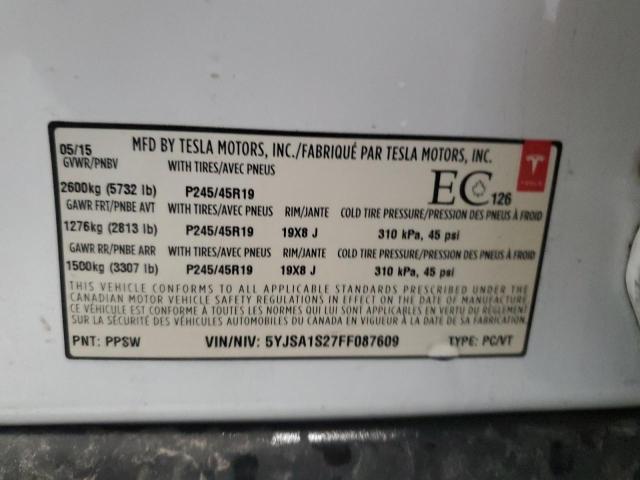 05/15 MFD BY TESLA MOTORS, INC./FABRIQUÉ PAR TESLA MOTORS, INC.
GVWR/PNBV WITH TIRES/AVEC PNEUS
2600kg (5732 lb) P245/45R19 EC 126
TESLA
GAWR FRT/PNBE AVT WITH TIRES/AVEC PNEUS RIM/JANTE COLD TIRE PRESSURE/PRESSION DES PNEUS À FROID
1276kg (2813 lb) P245/45R19 19X8 J 310 kPa, 45 psi
GAWR RR/PNBE ARR WITH TIRES/AVEC PNEUS RIM/JANTE COLD TIRE PRESSURE/PRESSION DES PNEUS À FROID
1500kg (3307 lb) P245/45R19 19X8 J 310 kPa, 45 psi
THIS VEHICLE CONFORMS TO ALL APPLICABLE STANDARDS PRESCRIBED UNDER THE
CANADIAN MOTOR VEHICLE SAFETY REGULATIONS IN EFFECT ON THE DATE OF MANUFACTURE
CE VÉHICULE EST CONFORME À TOUTES LES NORMES QUI LUI SONT APPLICABLES EN VERTU DU RÈGLEMENT
SUR LA SÉCURITÉ DES VÉHICULES AUTOMOBILES DU CANADA EN VIGUEUR À LA DATE DE SA FABRICATION.
PNT: PPSW VIN/NIV: 5YJSA1S27FF087609 TYPE: PC/VT